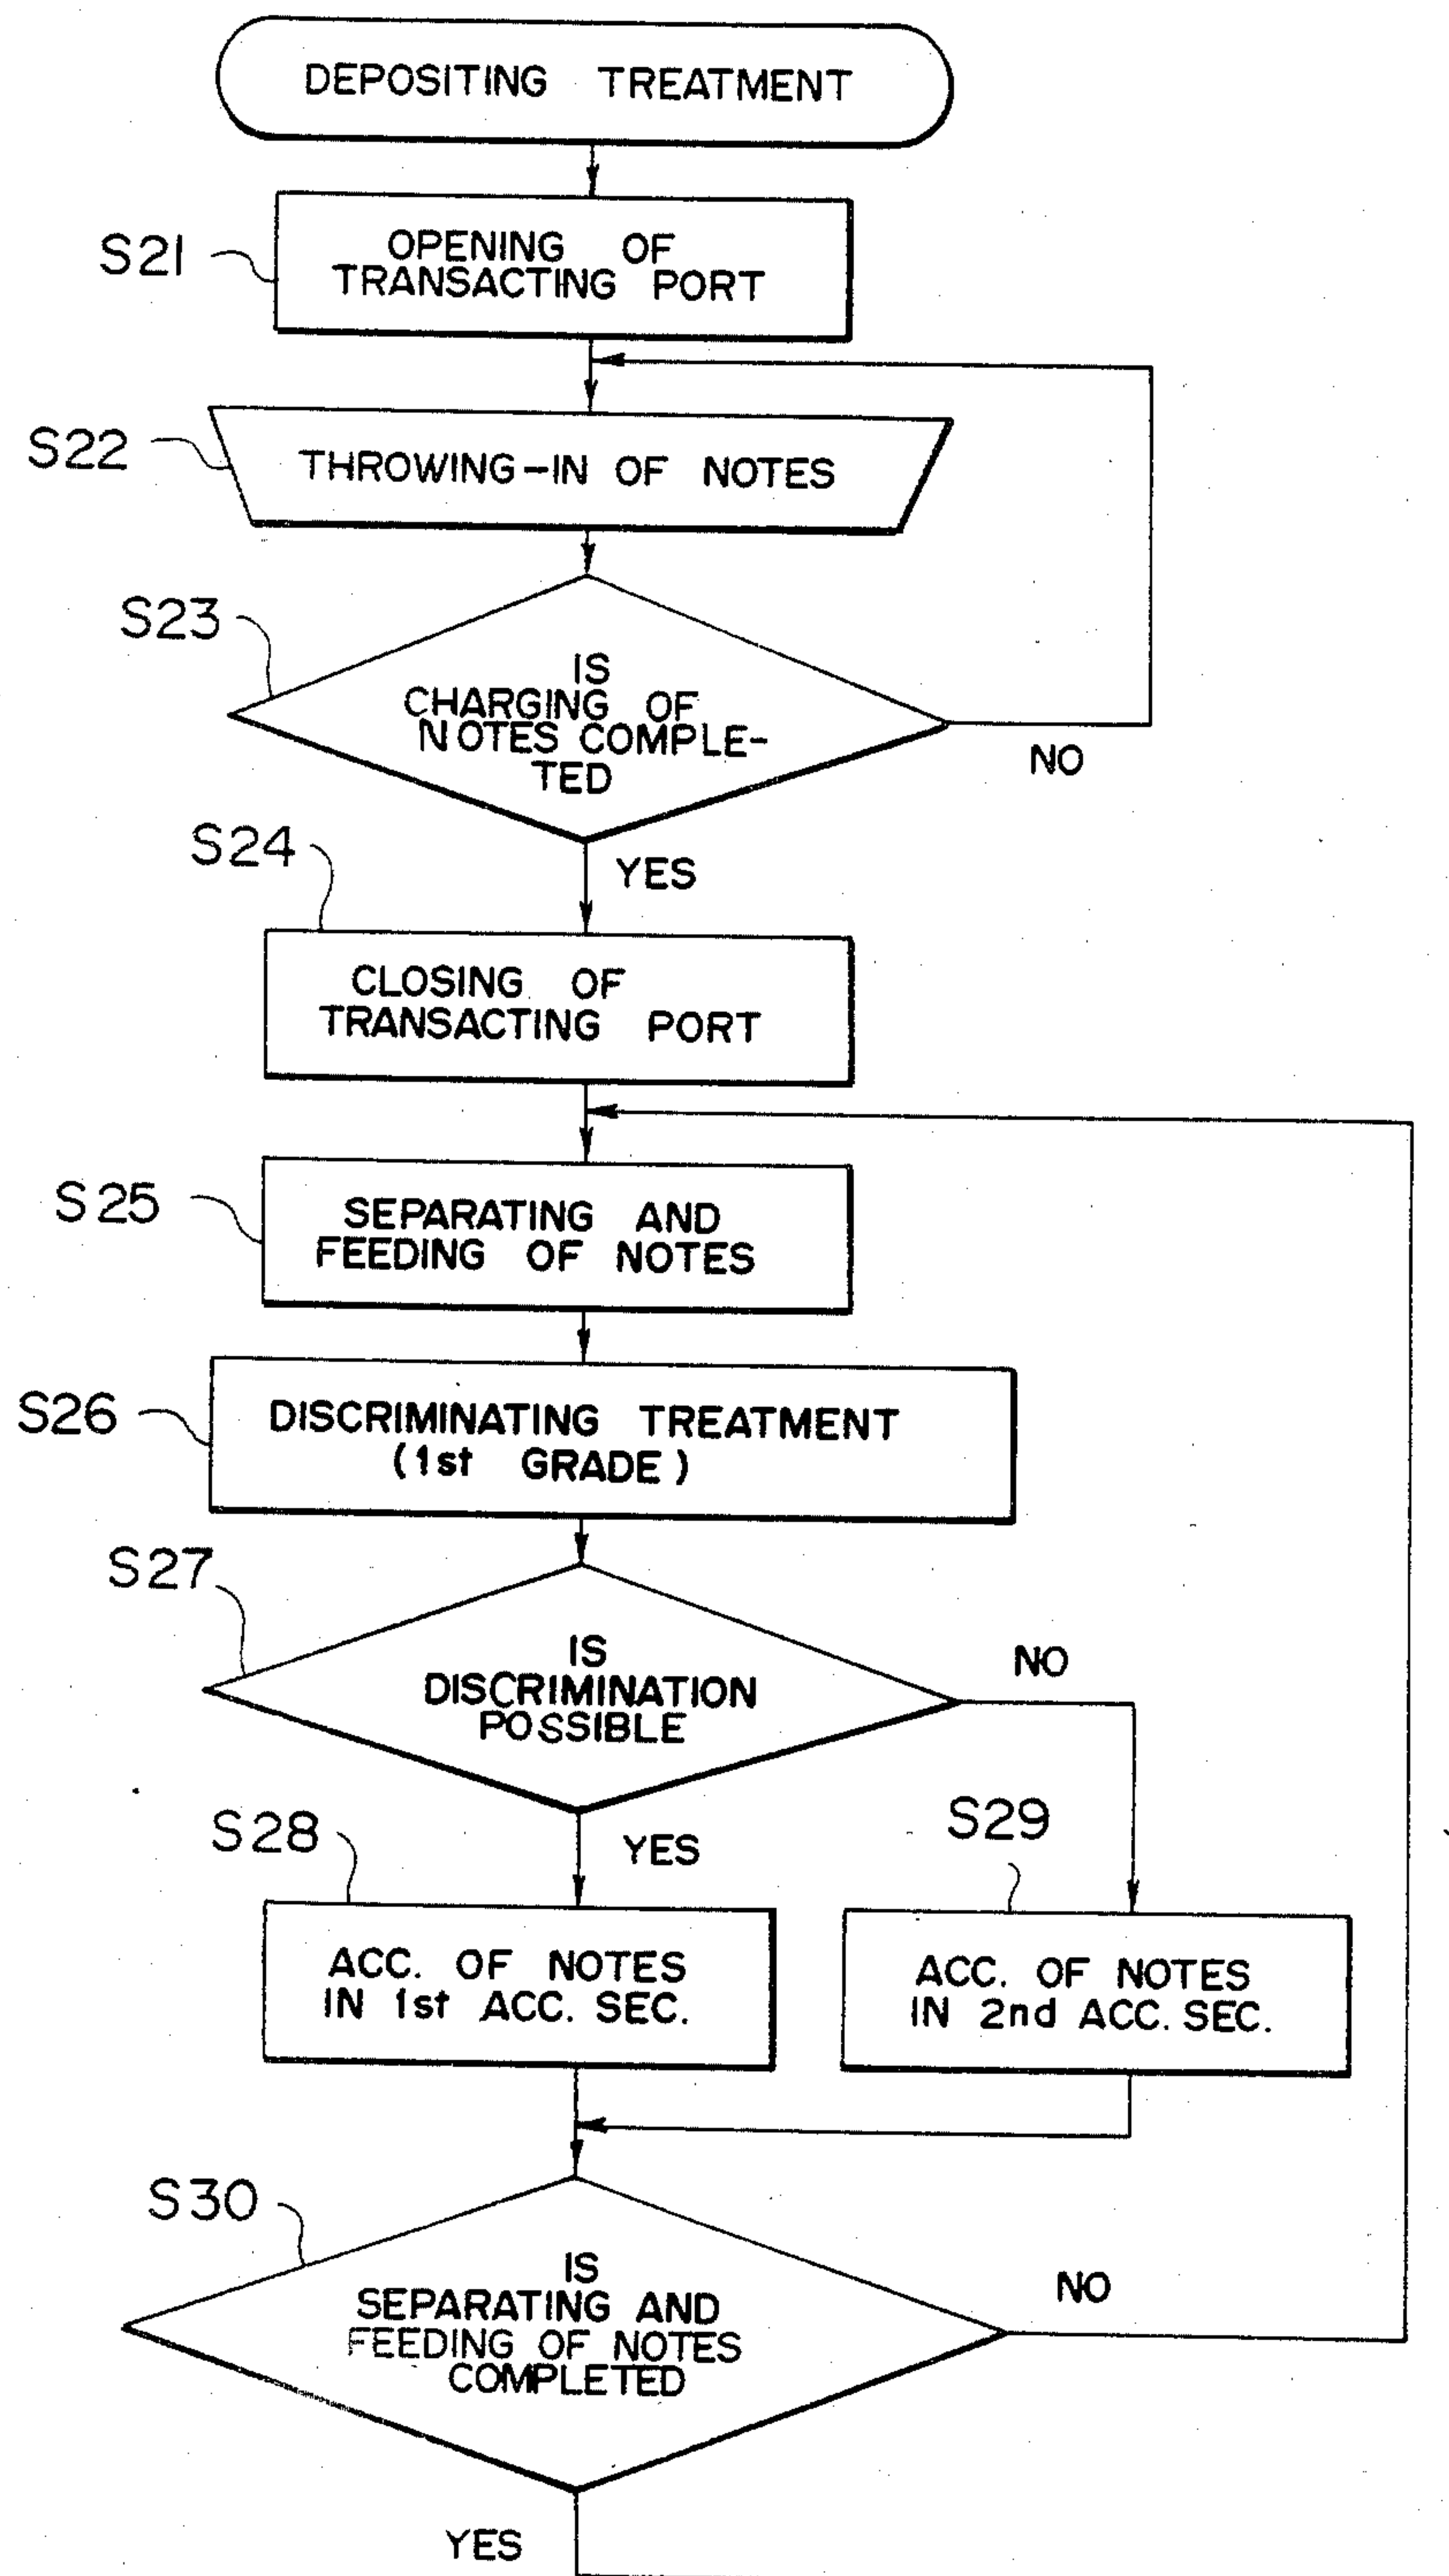 DEPOSITING TREATMENT
S21
OPENING OF
TRANSACTING PORT
S22
THROWING-IN OF NOTES
S23
IS
CHARGING OF
NOTES COMPLE-
TED
NO
S24
YES
CLOSING OF
TRANSACTING PORT
S25
SEPARATING AND
FEEDING OF NOTES
S26
DISCRIMINATING TREATMENT
(1st GRADE)
S27
IS
DISCRIMINATION
POSSIBLE
NO
S28
YES
S29
ACC. OF NOTES
IN 1st ACC. SEC.
ACC. OF NOTES
IN 2nd ACC. SEC.
S30
IS
SEPARATING AND
FEEDING OF NOTES
COMPLETED
NO
YES